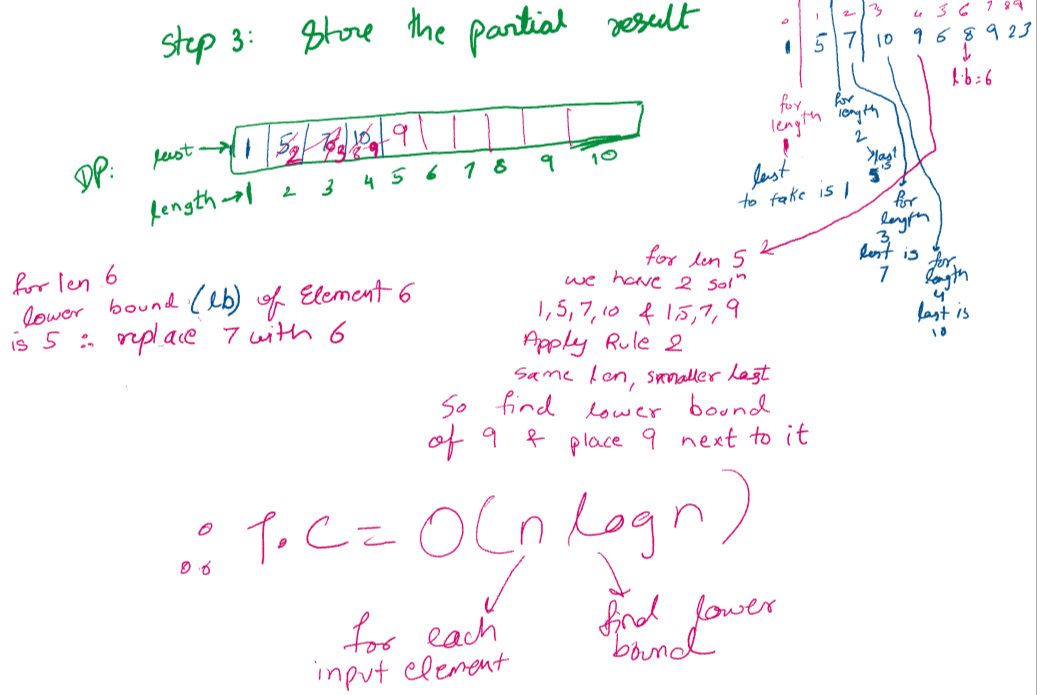 Step 3: Store the partial result
0 1 2 3 4 5 6 7 8 9
1 5 7 10 9 6 8 9 2 3
l.b=6
DP: last → 1 5 2 10 8 9 9
length → 1 2 3 4 5 6 7 8 9 10
for length 1 last to take is 1
for length 2 last is 5
for length 3 last is 7
for length 4 last is 10
for len 6
lower bound (lb) of Element 6
is 5 ∴ replace 7 with 6
for len 5
we have 2 solⁿ
1,5,7,10 & 1,5,7,9
Apply Rule 2
same len, smaller last
So find lower bound
of 9 & place 9 next to it
∴ T.C = O(n log n)
for each
input element
find lower
bound